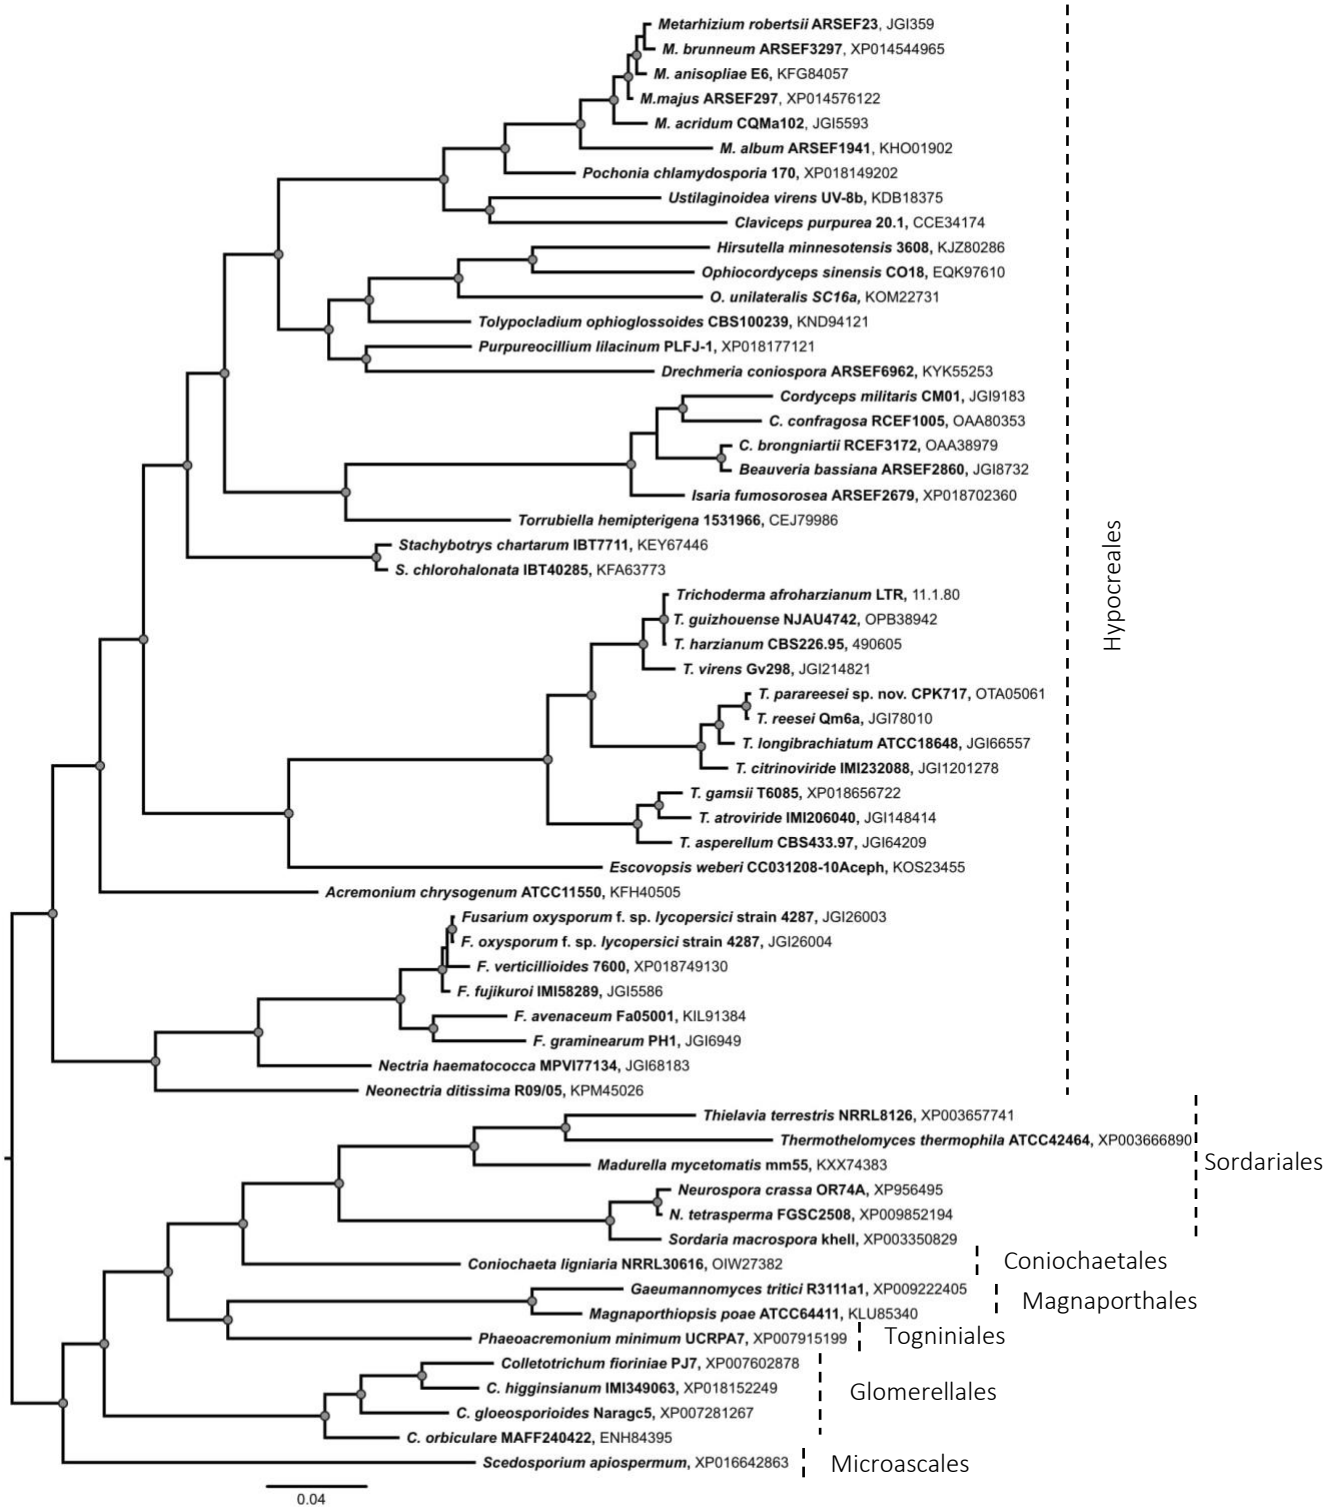 Metarhizium robertsii ARSEF23, JGI359
M. brunneum ARSEF3297, XP014544965
M. anisopliae E6, KFG84057
M.majus ARSEF297, XP014576122
M. acridum CQMa102, JGI5593
M. album ARSEF1941, KHO01902
Pochonia chlamydosporia 170, XP018149202
Ustilaginoidea virens UV-8b, KDB18375
Claviceps purpurea 20.1, CCE34174
Hirsutella minnesotensis 3608, KJZ80286
Ophiocordyceps sinensis CO18, EQK97610
O. unilateralis SC16a, KOM22731
Tolypocladium ophioglossoides CBS100239, KND94121
Purpureocillium lilacinum PLFJ-1, XP018177121
Drechmeria coniospora ARSEF6962, KYK55253
Cordyceps militaris CM01, JGI9183
C. confragosa RCEF1005, OAA80353
C. brongniartii RCEF3172, OAA38979
Beauveria bassiana ARSEF2860, JGI8732
Isaria fumosorosea ARSEF2679, XP018702360
Torrubiella hemipterigena 1531966, CEJ79986
Stachybotrys chartarum IBT7711, KEY67446
S. chlorohalonata IBT40285, KFA63773
Hypocreales
Trichoderma afroharzianum LTR, 11.1.80
T. guizhouense NJAU4742, OPB38942
T. harzianum CBS226.95, 490605
T. virens Gv298, JGI214821
T. parareesei sp. nov. CPK717, OTA05061
T. reesei Qm6a, JGI78010
T. longibrachiatum ATCC18648, JGI66557
T. citrinoviride IMI232088, JGI1201278
T. gamsii T6085, XP018656722
T. atroviride IMI206040, JGI148414
T. asperellum CBS433.97, JGI64209
Escovopsis weberi CC031208-10Aceph, KOS23455
Acremonium chrysogenum ATCC11550, KFH40505
Fusarium oxysporum f. sp. lycopersici strain 4287, JGI26003
F. oxysporum f. sp. lycopersici strain 4287, JGI26004
F. verticillioides 7600, XP018749130
F. fujikuroi IMI58289, JGI5586
F. avenaceum Fa05001, KIL91384
F. graminearum PH1, JGI6949
Nectria haematococca MPVI77134, JGI68183
Neonectria ditissima R09/05, KPM45026
Thielavia terrestris NRRL8126, XP003657741
Thermothelomyces thermophila ATCC42464, XP003666890
Sordariales
Madurella mycetomatis mm55, KXX74383
Neurospora crassa OR74A, XP956495
N. tetrasperma FGSC2508, XP009852194
Sordaria macrospora khell, XP003350829
Coniochaeta ligniaria NRRL30616, OIW27382
Coniochaetales
Gaeumannomyces tritici R3111a1, XP009222405
Magnaporthales
Magnaporthiopsis poae ATCC64411, KLU85340
Phaeoacremonium minimum UCRPA7, XP007915199
Togniniales
Colletotrichum fioriniae PJ7, XP007602878
C. higginsianum IMI349063, XP018152249
Glomerellales
C. gloeosporioides Naragc5, XP007281267
C. orbiculare MAFF240422, ENH84395
Scedosporium apiospermum, XP016642863
Microascales
0.04